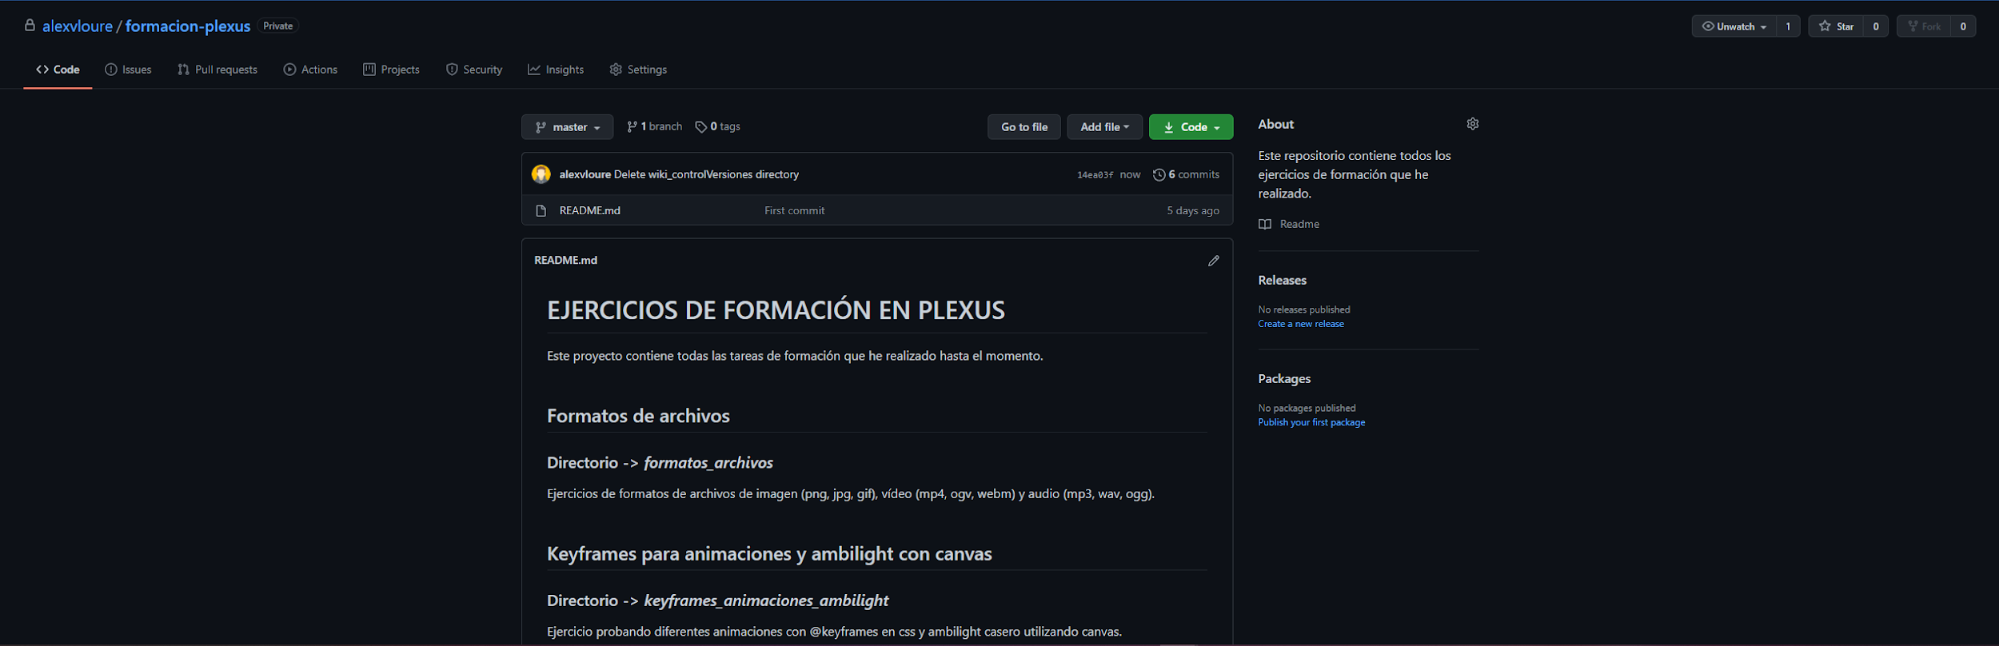 alexvloure / formacion-plexus Private
Unwatch 1 Star 0 Fork 0
Code Issues Pull requests Actions Projects Security Insights Settings
master 1 branch 0 tags Go to file Add file Code
alexvloure Delete wiki_controlVersiones directory 14ea03f now 6 commits
README.md First commit 5 days ago
README.md
EJERCICIOS DE FORMACIÓN EN PLEXUS
Este proyecto contiene todas las tareas de formación que he realizado hasta el momento.
Formatos de archivos
Directorio -> formatos_archivos
Ejercicios de formatos de archivos de imagen (png, jpg, gif), vídeo (mp4, ogv, webm) y audio (mp3, wav, ogg).
Keyframes para animaciones y ambilight con canvas
Directorio -> keyframes_animaciones_ambilight
Ejercicio probando diferentes animaciones con @keyframes en css y ambilight casero utilizando canvas.
About
Este repositorio contiene todos los
ejercicios de formación que he
realizado.
Readme
Releases
No releases published
Create a new release
Packages
No packages published
Publish your first package